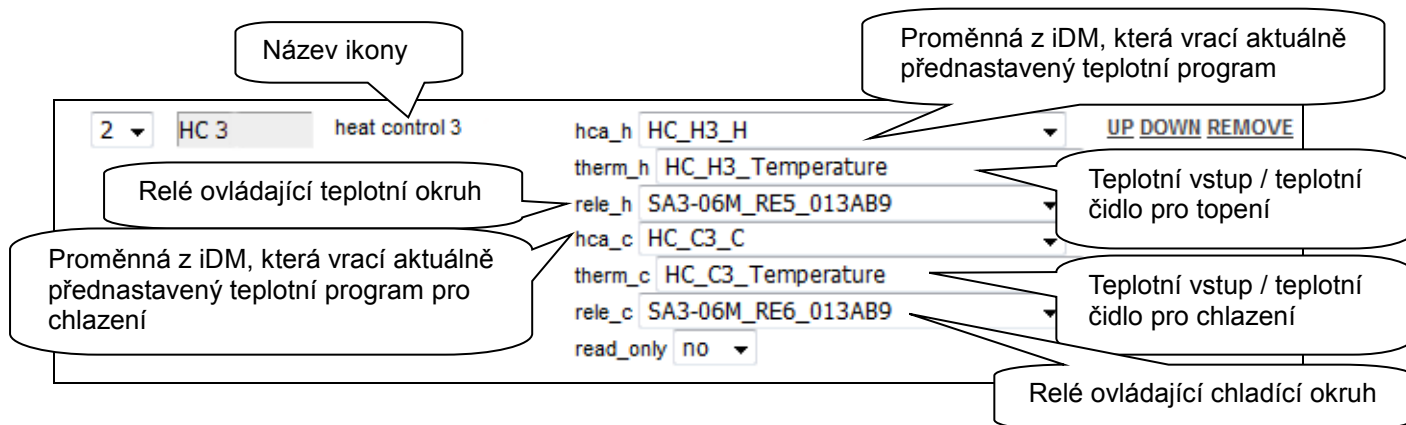 Název ikony
Proměnná z iDM, která vrací aktuálně
přednastavený teplotní program
2 HC 3 heat control 3 hca_h HC_H3_H UP DOWN REMOVE
therm_h HC_H3_Temperature
Relé ovládající teplotní okruh
Teplotní vstup / teplotní
čidlo pro topení
rele_h SA3-06M_RE5_013AB9
hca_c HC_C3_C
Proměnná z iDM, která vrací aktuálně
přednastavený teplotní program pro
chlazení
therm_c HC_C3_Temperature
Teplotní vstup / teplotní
čidlo pro chlazení
rele_c SA3-06M_RE6_013AB9
read_only no
Relé ovládající chladící okruh